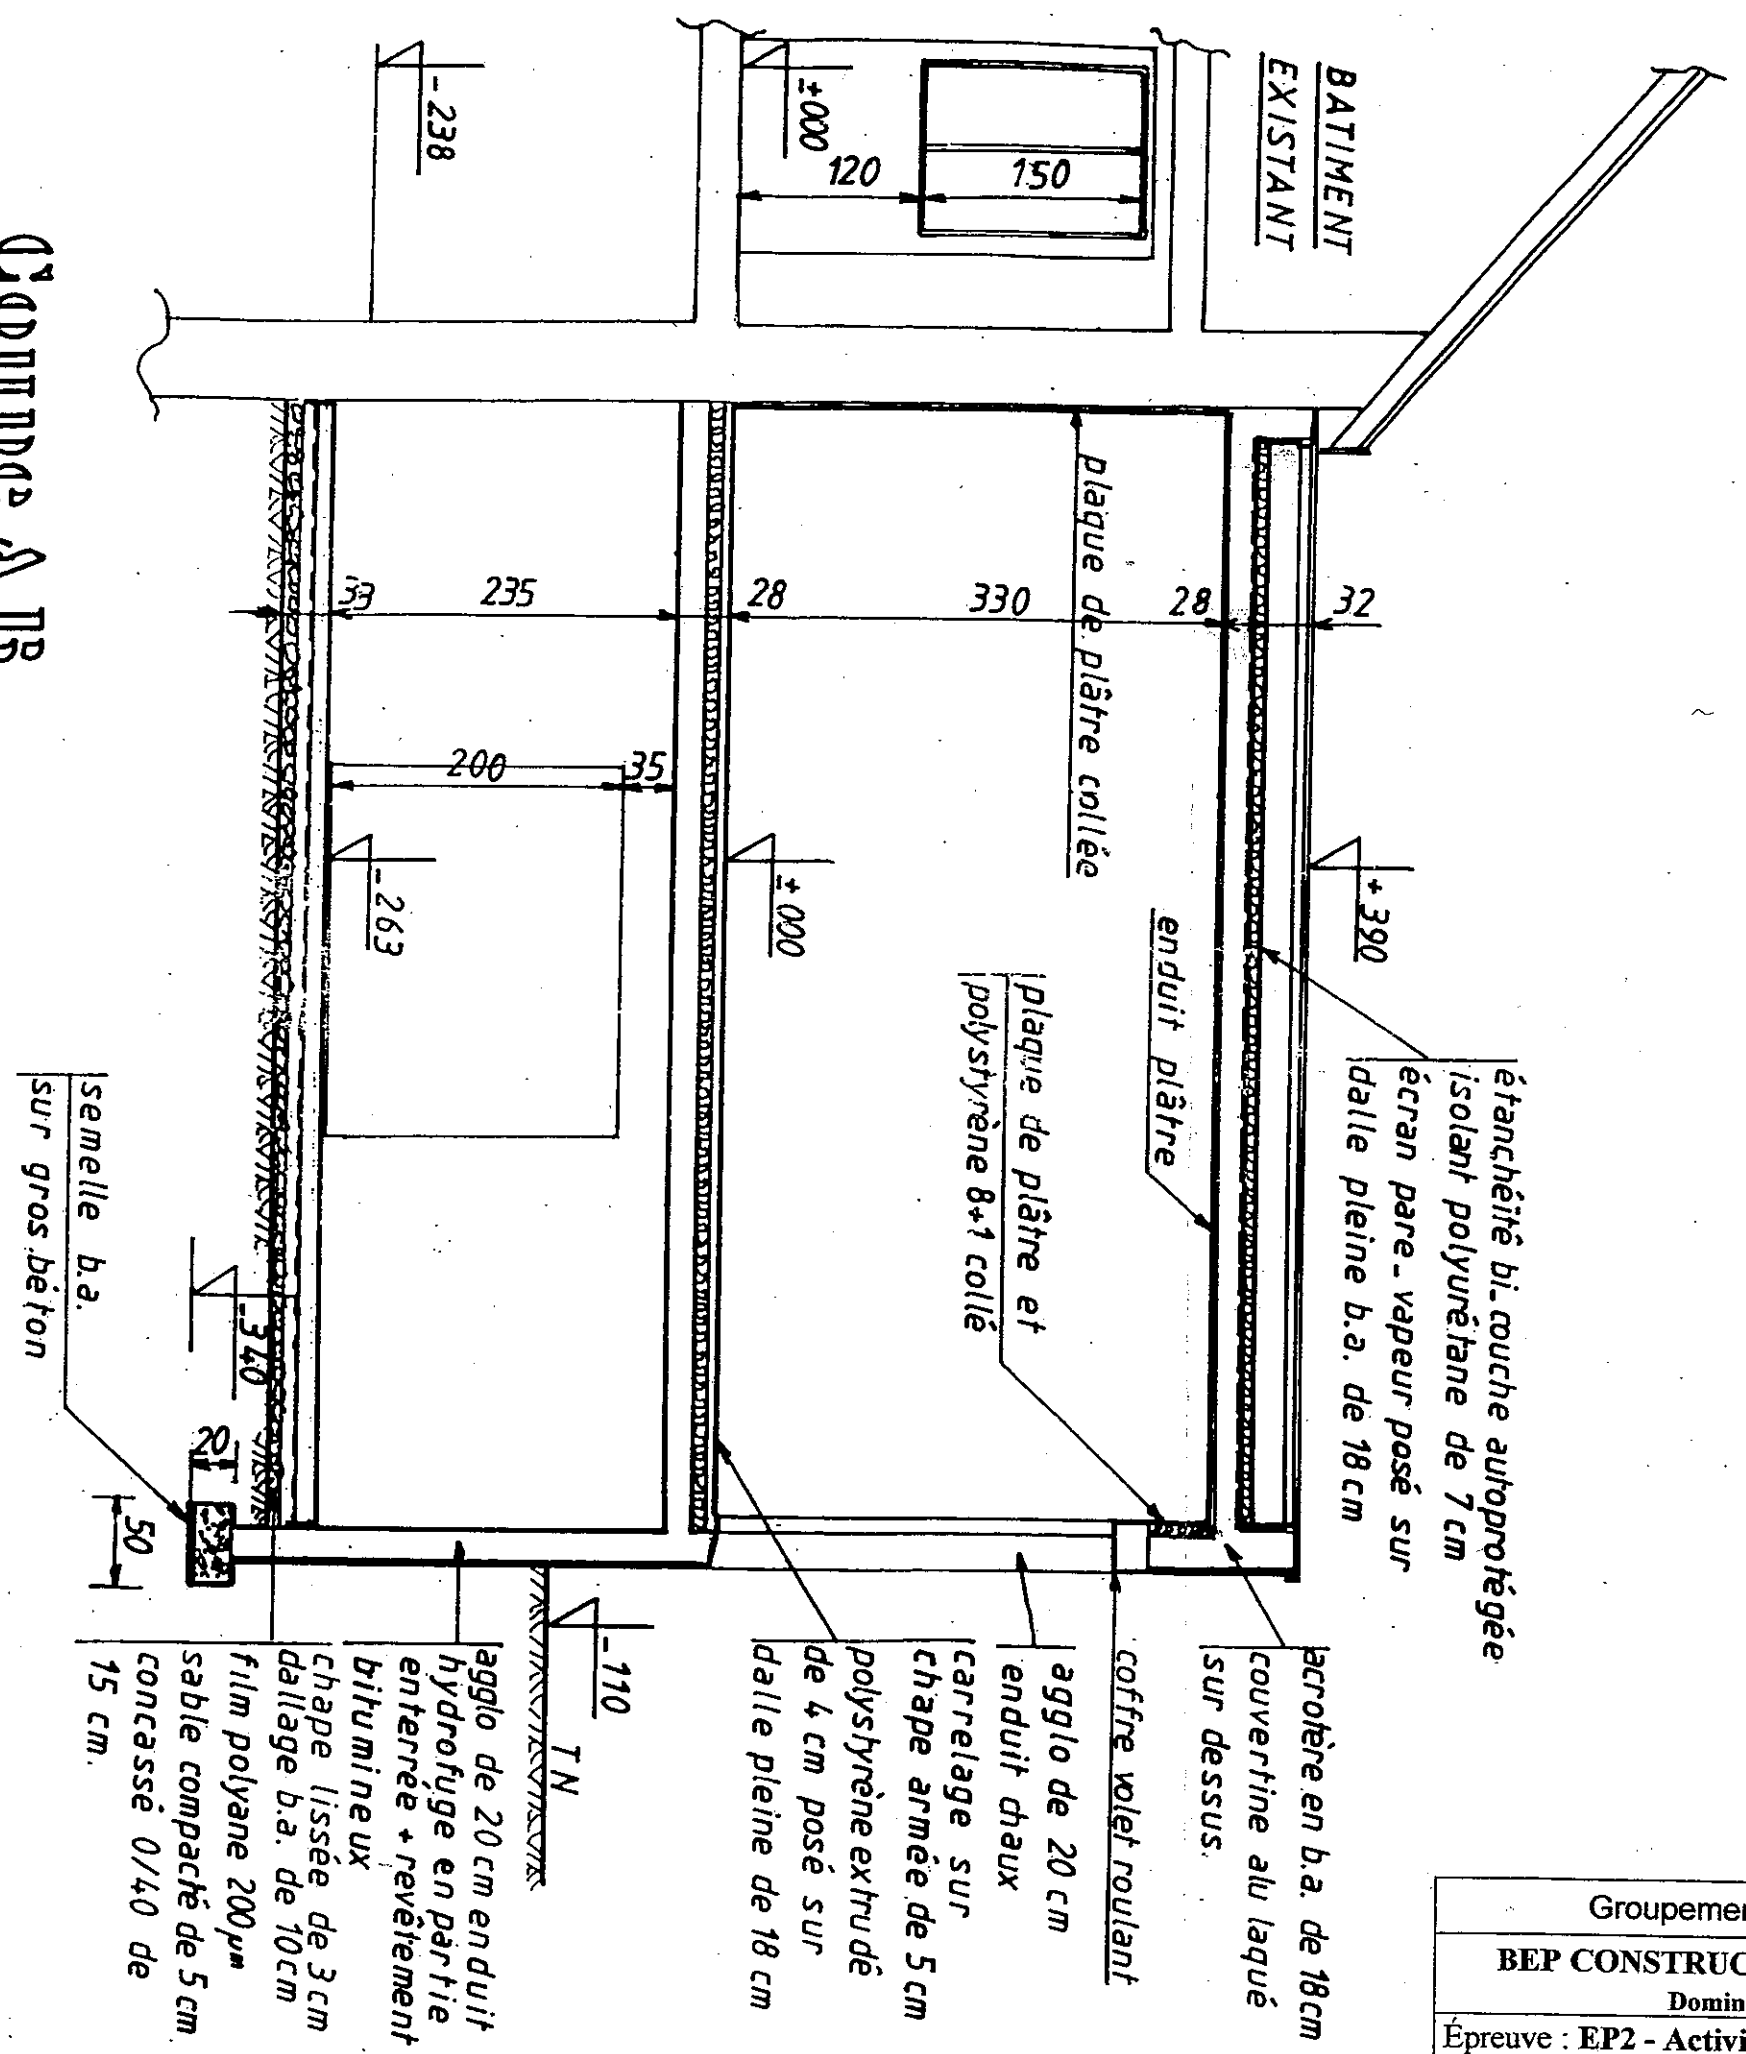 BATIMENT
EXISTANT
±000
-238
120
150
plaque de plâtre collée
33
235
28
330
28
32
200
35
-263
±000
+390
enduit plâtre
plaque de plâtre et
polystyrène 8+1 collé
étanchéité bi-couche autoprotégée
isolant polyurétane de 7 cm
écran pare-vapeur posé sur
dalle pleine b.a. de 18 cm
semelle b.a.
sur gros béton
-340
20
50
-110
TN
acrotère en b.a. de 18cm
couvertine alu laqué
sur dessus.
coffre volet roulant
agglo de 20 cm
enduit chaux
carrelage sur
chape armée de 5 cm
polystyrène extrudé
de 4 cm posé sur
dalle pleine de 18 cm
agglo de 20 cm enduit
hydrofuge en partie
enterrée + revêtement
bitumineux
chape lissée de 3 cm
dallage b.a. de 10 cm
film polyane 200 µm
sable compacté de 5 cm
concassé 0/40 de
15 cm.
Coupe A
Groupemen
BEP CONSTRUC
Domin
Épreuve : EP2 - Activi